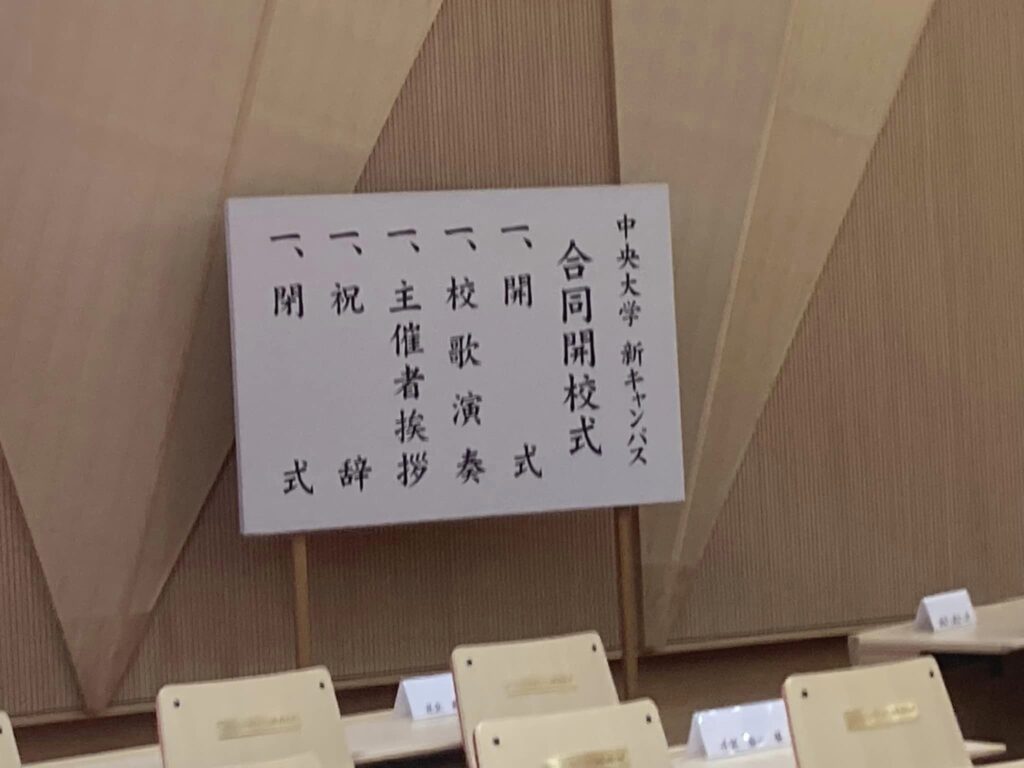 中央大学 新キャンパス
合同開校式
一、開式
一、校歌演奏
一、主催者挨拶
一、祝辞
一、閉式